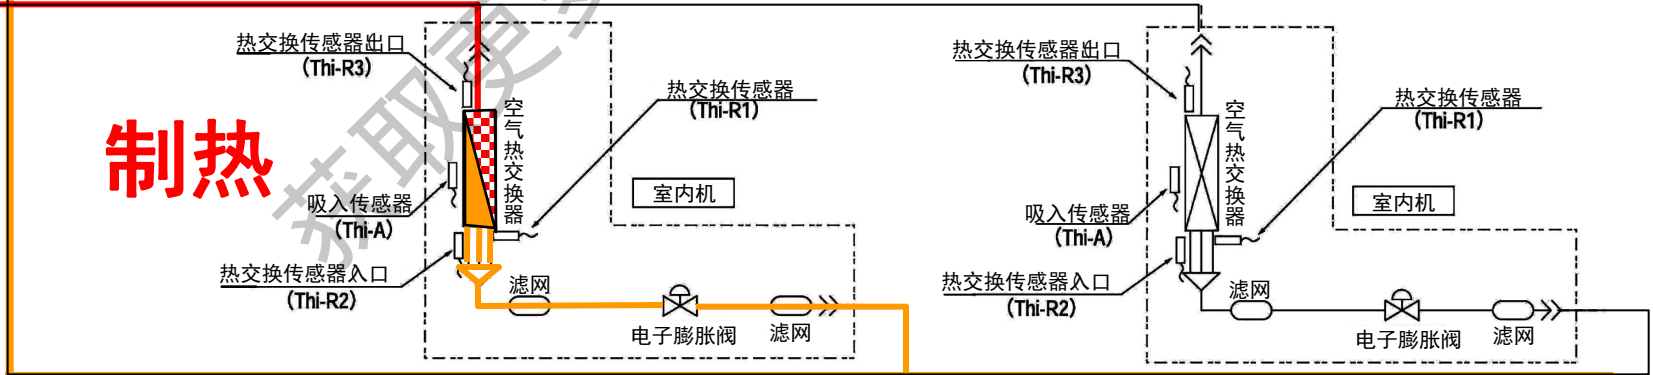 热交换传感器出口
(Thi-R3)
热交换传感器
(Thi-R1)
空气热交换器
制热
室内机
吸入传感器
(Thi-A)
热交换传感器入口
(Thi-R2)
滤网
电子膨胀阀
滤网
获取更
热交换传感器出口
(Thi-R3)
热交换传感器
(Thi-R1)
空气热交换器
室内机
吸入传感器
(Thi-A)
热交换传感器入口
(Thi-R2)
滤网
电子膨胀阀
滤网